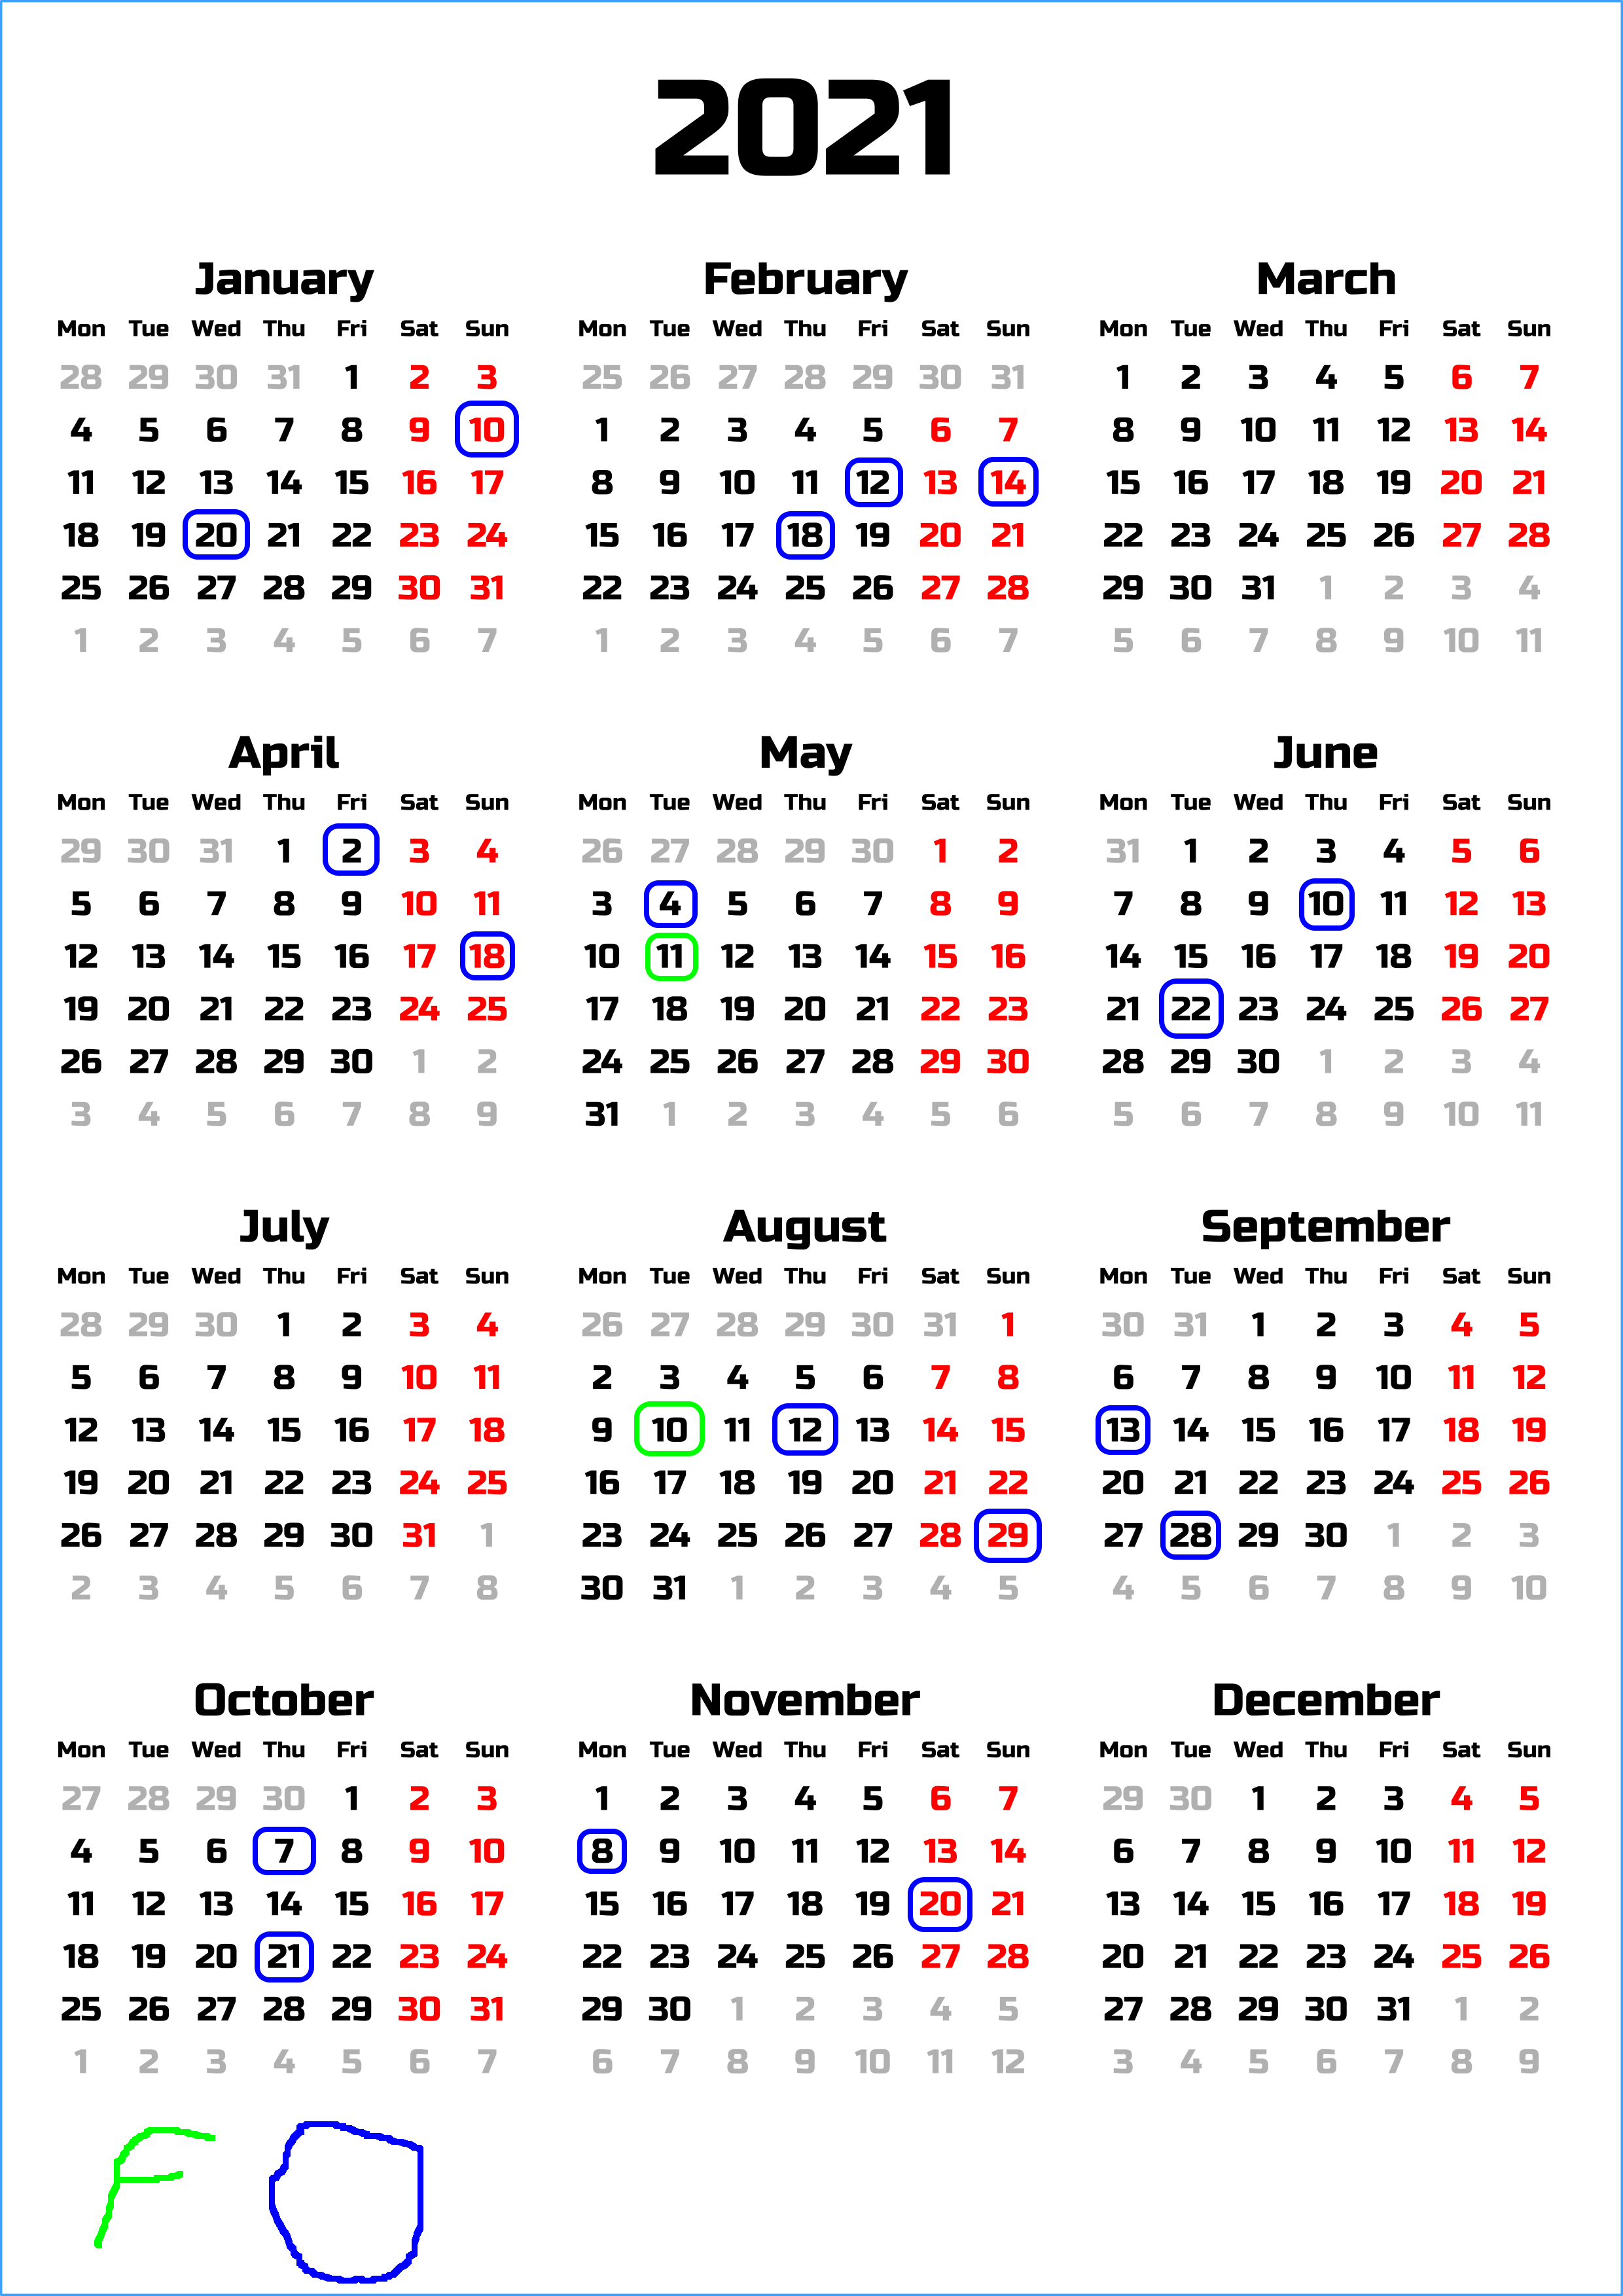 2021
January February March
Mon Tue Wed Thu Fri Sat Sun Mon Tue Wed Thu Fri Sat Sun Mon Tue Wed Thu Fri Sat Sun
28 29 30 31 1 2 3 25 26 27 28 29 30 31 1 2 3 4 5 6 7
4 5 6 7 8 9 10 1 2 3 4 5 6 7 8 9 10 11 12 13 14
11 12 13 14 15 16 17 8 9 10 11 12 13 14 15 16 17 18 19 20 21
18 19 20 21 22 23 24 15 16 17 18 19 20 21 22 23 24 25 26 27 28
25 26 27 28 29 30 31 22 23 24 25 26 27 28 29 30 31 1 2 3 4
1 2 3 4 5 6 7 1 2 3 4 5 6 7 5 6 7 8 9 10 11
April May June
Mon Tue Wed Thu Fri Sat Sun Mon Tue Wed Thu Fri Sat Sun Mon Tue Wed Thu Fri Sat Sun
29 30 31 1 2 3 4 26 27 28 29 30 1 2 31 1 2 3 4 5 6
5 6 7 8 9 10 11 3 4 5 6 7 8 9 7 8 9 10 11 12 13
12 13 14 15 16 17 18 10 11 12 13 14 15 16 14 15 16 17 18 19 20
19 20 21 22 23 24 25 17 18 19 20 21 22 23 21 22 23 24 25 26 27
26 27 28 29 30 1 2 24 25 26 27 28 29 30 28 29 30 1 2 3 4
3 4 5 6 7 8 9 31 1 2 3 4 5 6 5 6 7 8 9 10 11
July August September
Mon Tue Wed Thu Fri Sat Sun Mon Tue Wed Thu Fri Sat Sun Mon Tue Wed Thu Fri Sat Sun
28 29 30 1 2 3 4 26 27 28 29 30 31 1 30 31 1 2 3 4 5
5 6 7 8 9 10 11 2 3 4 5 6 7 8 6 7 8 9 10 11 12
12 13 14 15 16 17 18 9 10 11 12 13 14 15 13 14 15 16 17 18 19
19 20 21 22 23 24 25 16 17 18 19 20 21 22 20 21 22 23 24 25 26
26 27 28 29 30 31 1 23 24 25 26 27 28 29 27 28 29 30 1 2 3
2 3 4 5 6 7 8 30 31 1 2 3 4 5 4 5 6 7 8 9 10
October November December
Mon Tue Wed Thu Fri Sat Sun Mon Tue Wed Thu Fri Sat Sun Mon Tue Wed Thu Fri Sat Sun
27 28 29 30 1 2 3 1 2 3 4 5 6 7 29 30 1 2 3 4 5
4 5 6 7 8 9 10 8 9 10 11 12 13 14 6 7 8 9 10 11 12
11 12 13 14 15 16 17 15 16 17 18 19 20 21 13 14 15 16 17 18 19
18 19 20 21 22 23 24 22 23 24 25 26 27 28 20 21 22 23 24 25 26
25 26 27 28 29 30 31 29 30 1 2 3 4 5 27 28 29 30 31 1 2
1 2 3 4 5 6 7 6 7 8 9 10 11 12 3 4 5 6 7 8 9
F O